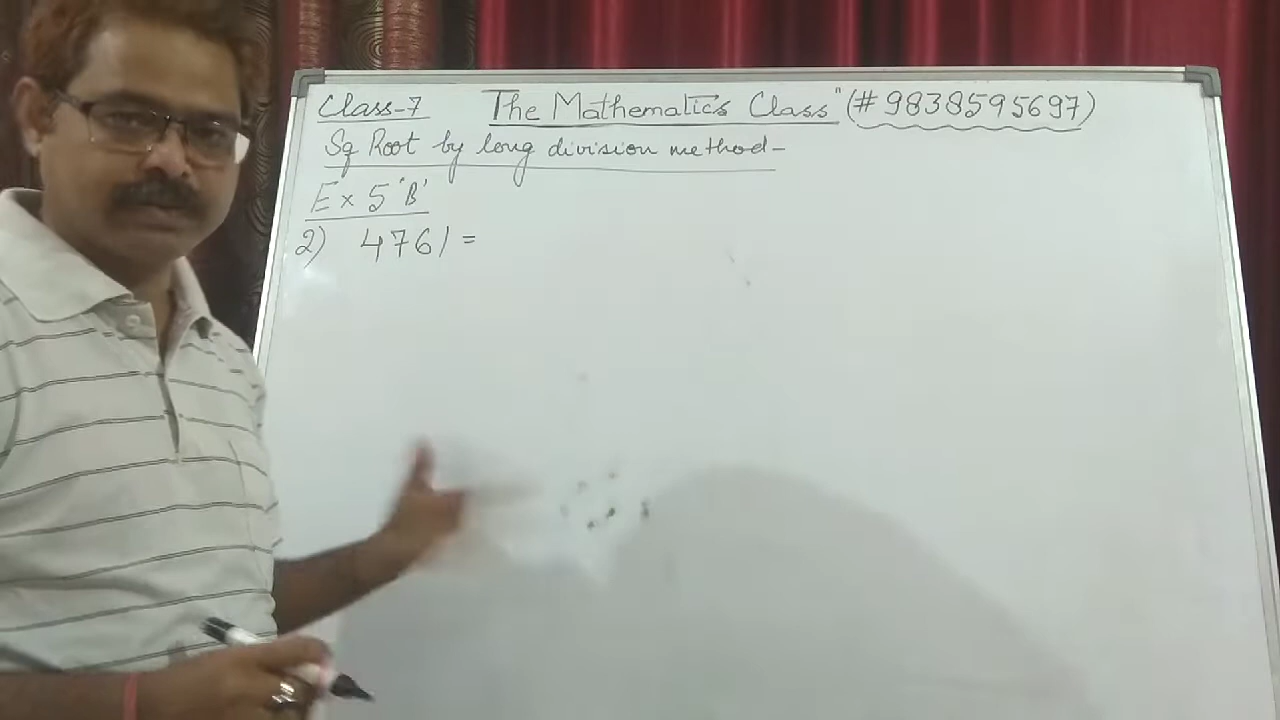 Class-7 The Mathematics Class" (# 9838595697)
Sq Root by long division method-
Ex 5 'B'
2) 4761 =